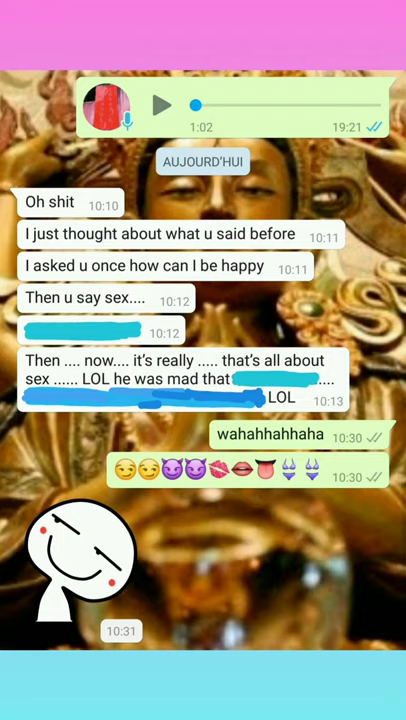 1:02 19:21
AUJOURD'HUI
Oh shit 10:10
I just thought about what u said before 10:11
I asked u once how can I be happy 10:11
Then u say sex.... 10:12
10:12
Then .... now.... it's really ..... that's all about
sex ...... LOL he was mad that ....
LOL 10:13
wahahhahhaha 10:30
😏😏😈😈💋👄👅👙👙 10:30
10:31